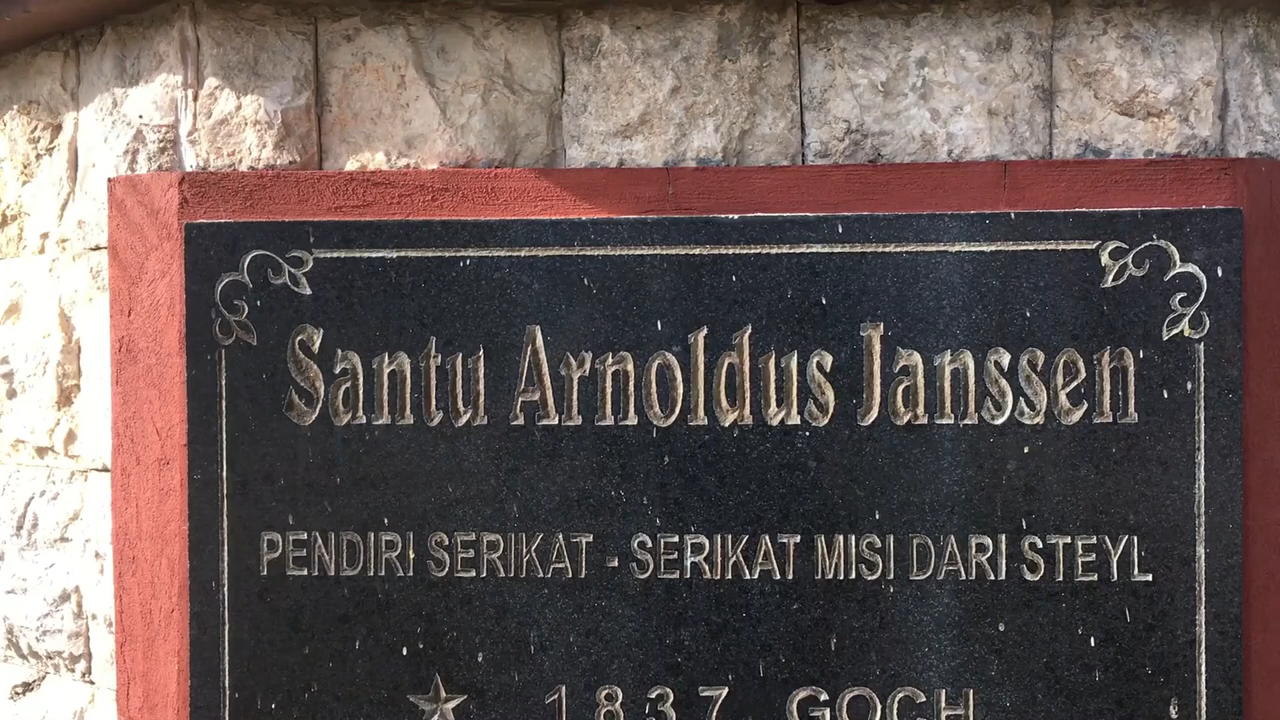 Santu Arnoldus Janssen
PENDIRI SERIKAT - SERIKAT MISI DARI STEYL
1837 GOCH